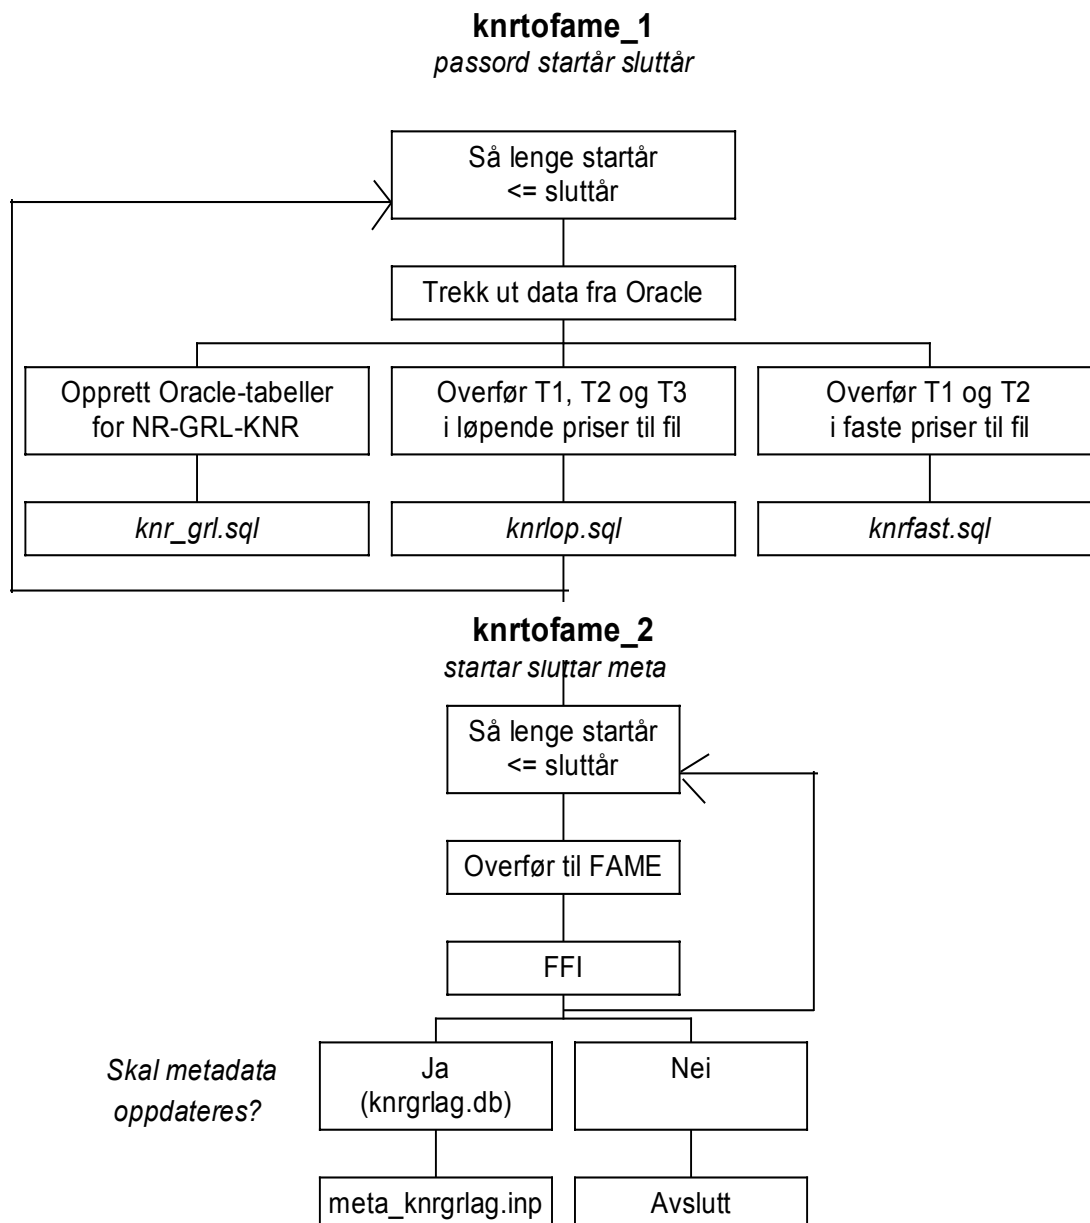 knrtofame_1
passord startår sluttår
Så lenge startår
<= sluttår
Trekk ut data fra Oracle
Opprett Oracle-tabeller
for NR-GRL-KNR
Overfør T1, T2 og T3
i løpende priser til fil
Overfør T1 og T2
i faste priser til fil
knr_grl.sql
knrlop.sql
knrfast.sql
knrtofame_2
startår sluttår meta
Så lenge startår
<= sluttår
Overfør til FAME
FFI
Skal metadata
oppdateres?
Ja
(knrgrlag.db)
Nei
meta_knrgrlag.inp
Avslutt